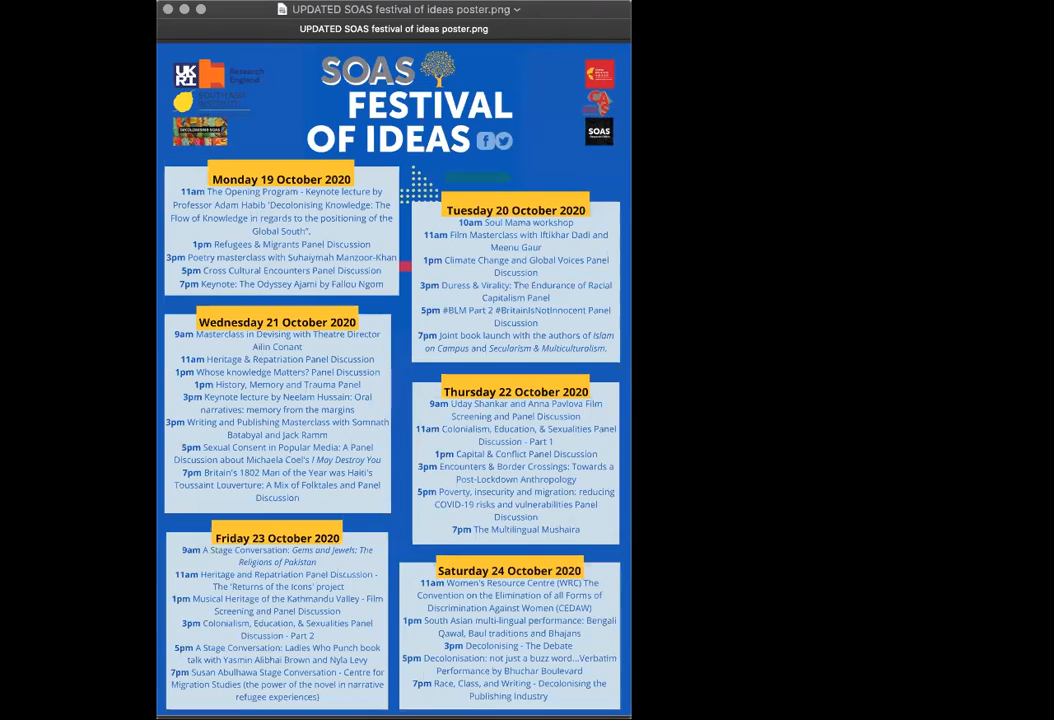 UPDATED SOAS festival of ideas poster.png
UPDATED SOAS festival of ideas poster.png
UK
RI
Research
England
SOUTH ASIA
INSTITUTE
DECOLONISING SOAS
SOAS
FESTIVAL
OF IDEAS
SOAS
Monday 19 October 2020
11am The Opening Program - Keynote lecture by
Professor Adam Habib 'Decolonising Knowledge: The
Flow of Knowledge in regards to the positioning of the
Global South".
1pm Refugees & Migrants Panel Discussion
3pm Poetry masterclass with Suhaiymah Manzoor-Khan
5pm Cross Cultural Encounters Panel Discussion
7pm Keynote: The Odyssey Ajami by Fallou Ngom
Tuesday 20 October 2020
10am Soul Mama workshop
11am Film Masterclass with Iftikhar Dadi and
Meenu Gaur
1pm Climate Change and Global Voices Panel
Discussion
3pm Duress & Virality: The Endurance of Racial
Capitalism Panel
5pm #BLM Part 2 #BritainIsNotInnocent Panel
Discussion
7pm Joint book launch with the authors of Islam
on Campus and Secularism & Multiculturalism.
Wednesday 21 October 2020
9am Masterclass in Devising with Theatre Director
Ailin Conant
11am Heritage & Repatriation Panel Discussion
1pm Whose knowledge Matters? Panel Discussion
1pm History, Memory and Trauma Panel
3pm Keynote lecture by Neelam Hussain: Oral
narratives: memory from the margins
3pm Writing and Publishing Masterclass with Somnath
Batabyal and Jack Ramm
5pm Sexual Consent in Popular Media: A Panel
Discussion about Michaela Coel's I May Destroy You
7pm Britain's 1802 Man of the Year was Haiti's
Toussaint Louverture: A Mix of Folktales and Panel
Discussion
Thursday 22 October 2020
9am Uday Shankar and Anna Pavlova Film
Screening and Panel Discussion
11am Colonialism, Education, & Sexualities Panel
Discussion - Part 1
1pm Capital & Conflict Panel Discussion
3pm Encounters & Border Crossings: Towards a
Post-Lockdown Anthropology
5pm Poverty, insecurity and migration: reducing
COVID-19 risks and vulnerabilities Panel
Discussion
7pm The Multilingual Mushaira
Friday 23 October 2020
9am A Stage Conversation: Gems and Jewels: The
Religions of Pakistan
11am Heritage and Repatriation Panel Discussion -
The 'Returns of the Icons' project
1pm Musical Heritage of the Kathmandu Valley - Film
Screening and Panel Discussion
3pm Colonialism, Education, & Sexualities Panel
Discussion - Part 2
5pm A Stage Conversation: Ladies Who Punch book
talk with Yasmin Alibhai Brown and Nyla Levy
7pm Susan Abulhawa Stage Conversation - Centre for
Migration Studies (the power of the novel in narrative
refugee experiences)
Saturday 24 October 2020
11am Women's Resource Centre (WRC) The
Convention on the Elimination of all Forms of
Discrimination Against Women (CEDAW)
1pm South Asian multi-lingual performance: Bengali
Qawal, Baul traditions and Bhajans
3pm Decolonising - The Debate
5pm Decolonisation: not just a buzz word...Verbatim
Performance by Bhuchar Boulevard
7pm Race, Class, and Writing - Decolonising the
Publishing Industry